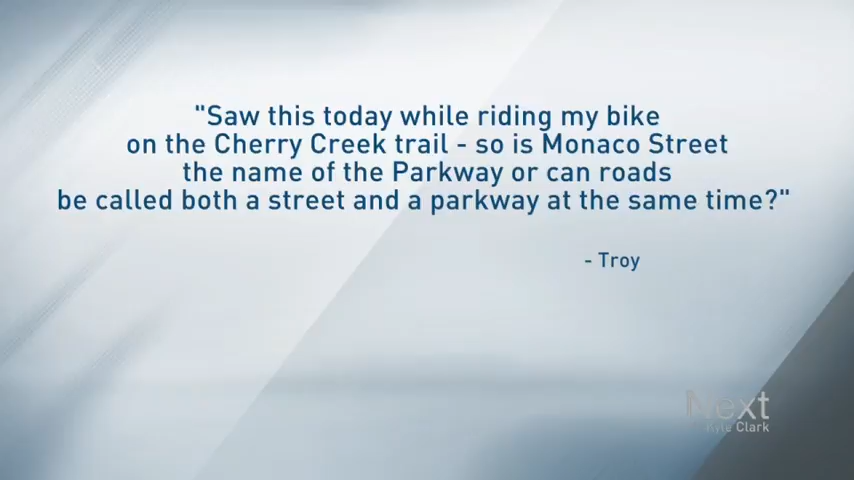 "Saw this today while riding my bike
on the Cherry Creek trail - so is Monaco Street
the name of the Parkway or can roads
be called both a street and a parkway at the same time?"
- Troy
Next
Kyle Clark